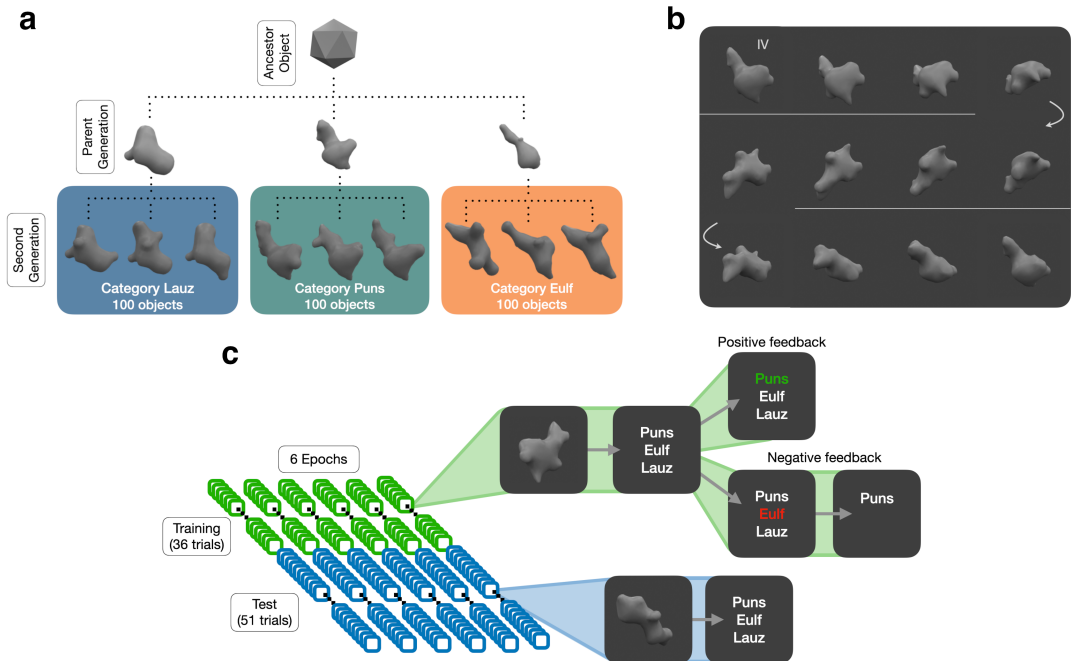 a
Ancestor
Object
Parent
Generation
Second
Generation
Category Lauz
100 objects
Category Puns
100 objects
Category Eulf
100 objects
b
IV
c
6 Epochs
Training
(36 trials)
Test
(51 trials)
Puns
Eulf
Lauz
Positive feedback
Puns
Eulf
Lauz
Negative feedback
Puns
Eulf
Lauz
Puns
Puns
Eulf
Lauz